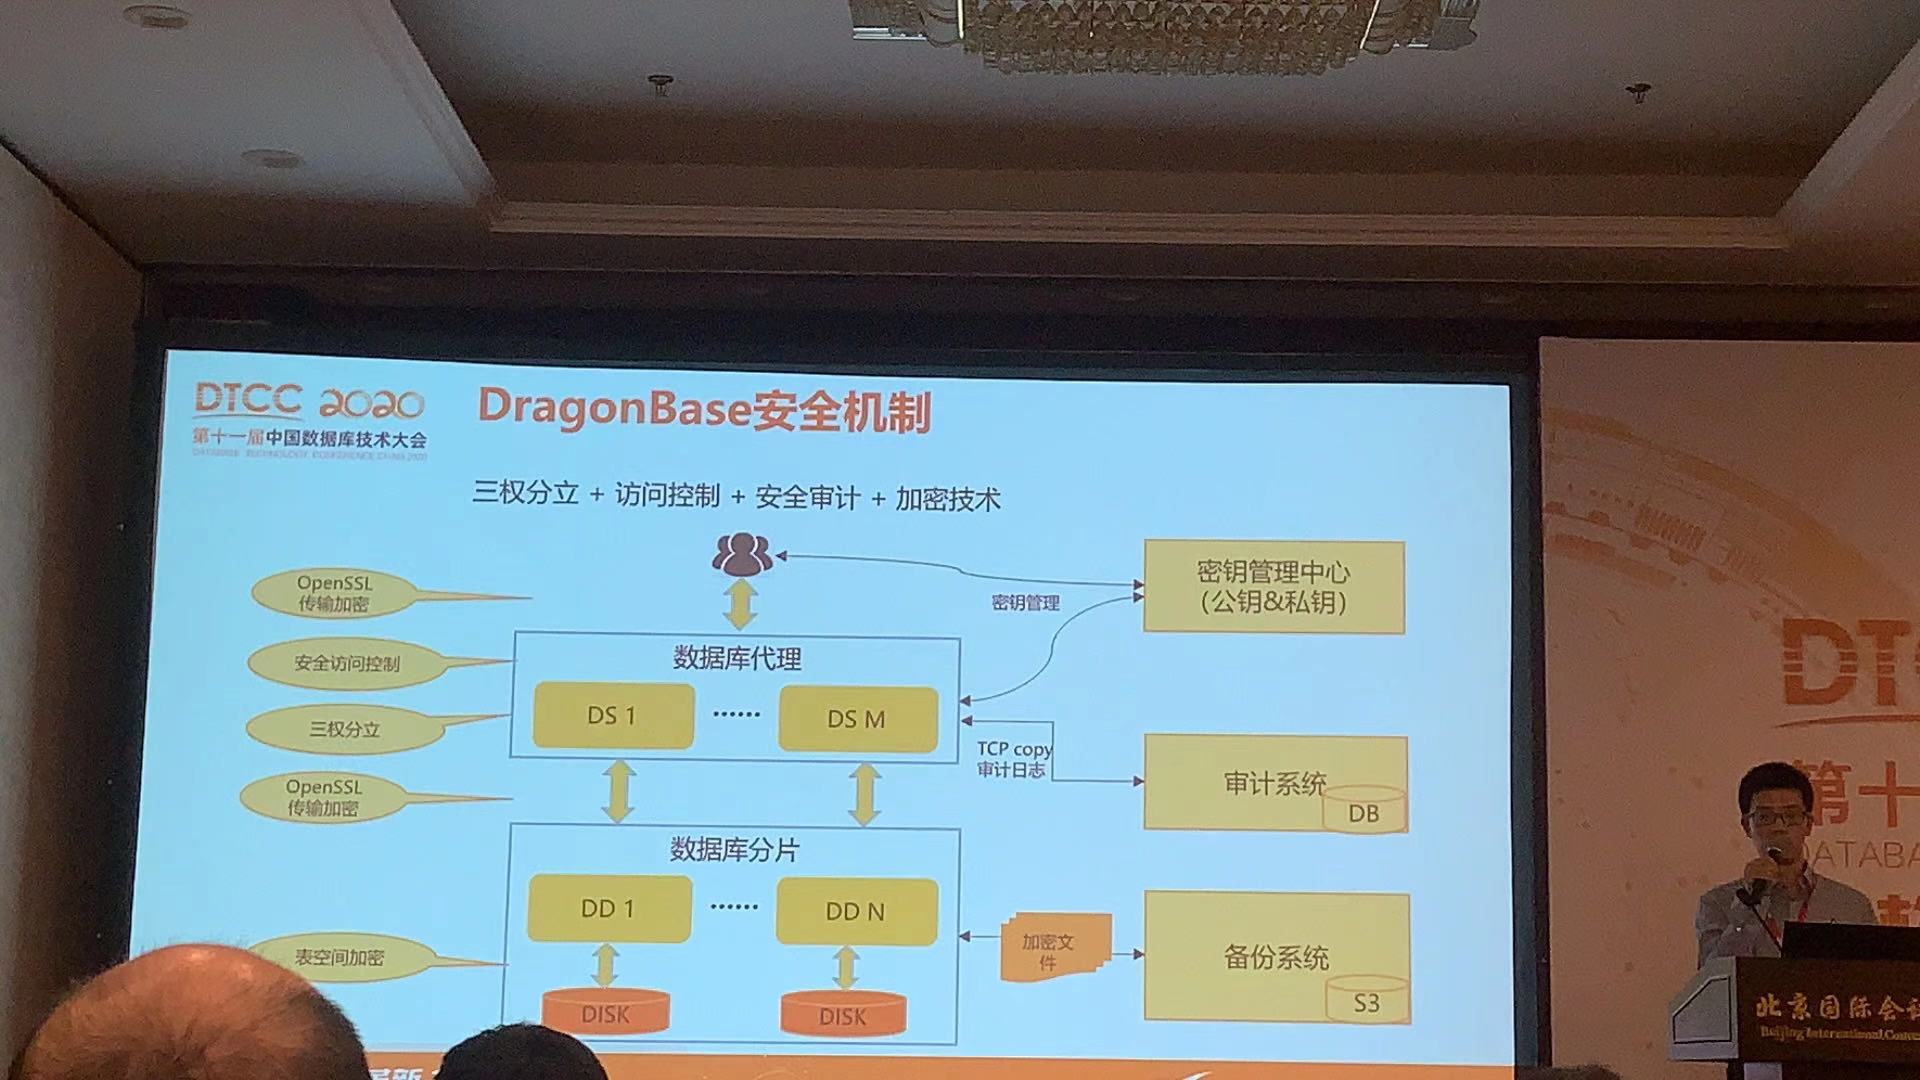 DTCC 2020
第十一届中国数据库技术大会
DATABASE TECHNOLOGY CONFERENCE CHINA 2020
DragonBase安全机制
三权分立 + 访问控制 + 安全审计 + 加密技术
OpenSSL
传输加密
安全访问控制
三权分立
OpenSSL
传输加密
表空间加密
数据库代理
DS 1
......
DS M
数据库分片
DD 1
......
DD N
DISK
DISK
密钥管理
密钥管理中心
(公钥&私钥)
TCP copy
审计日志
审计系统
DB
加密文
件
备份系统
S3
DT
第十
DATABA
北京国际会议
Beijing International Conve